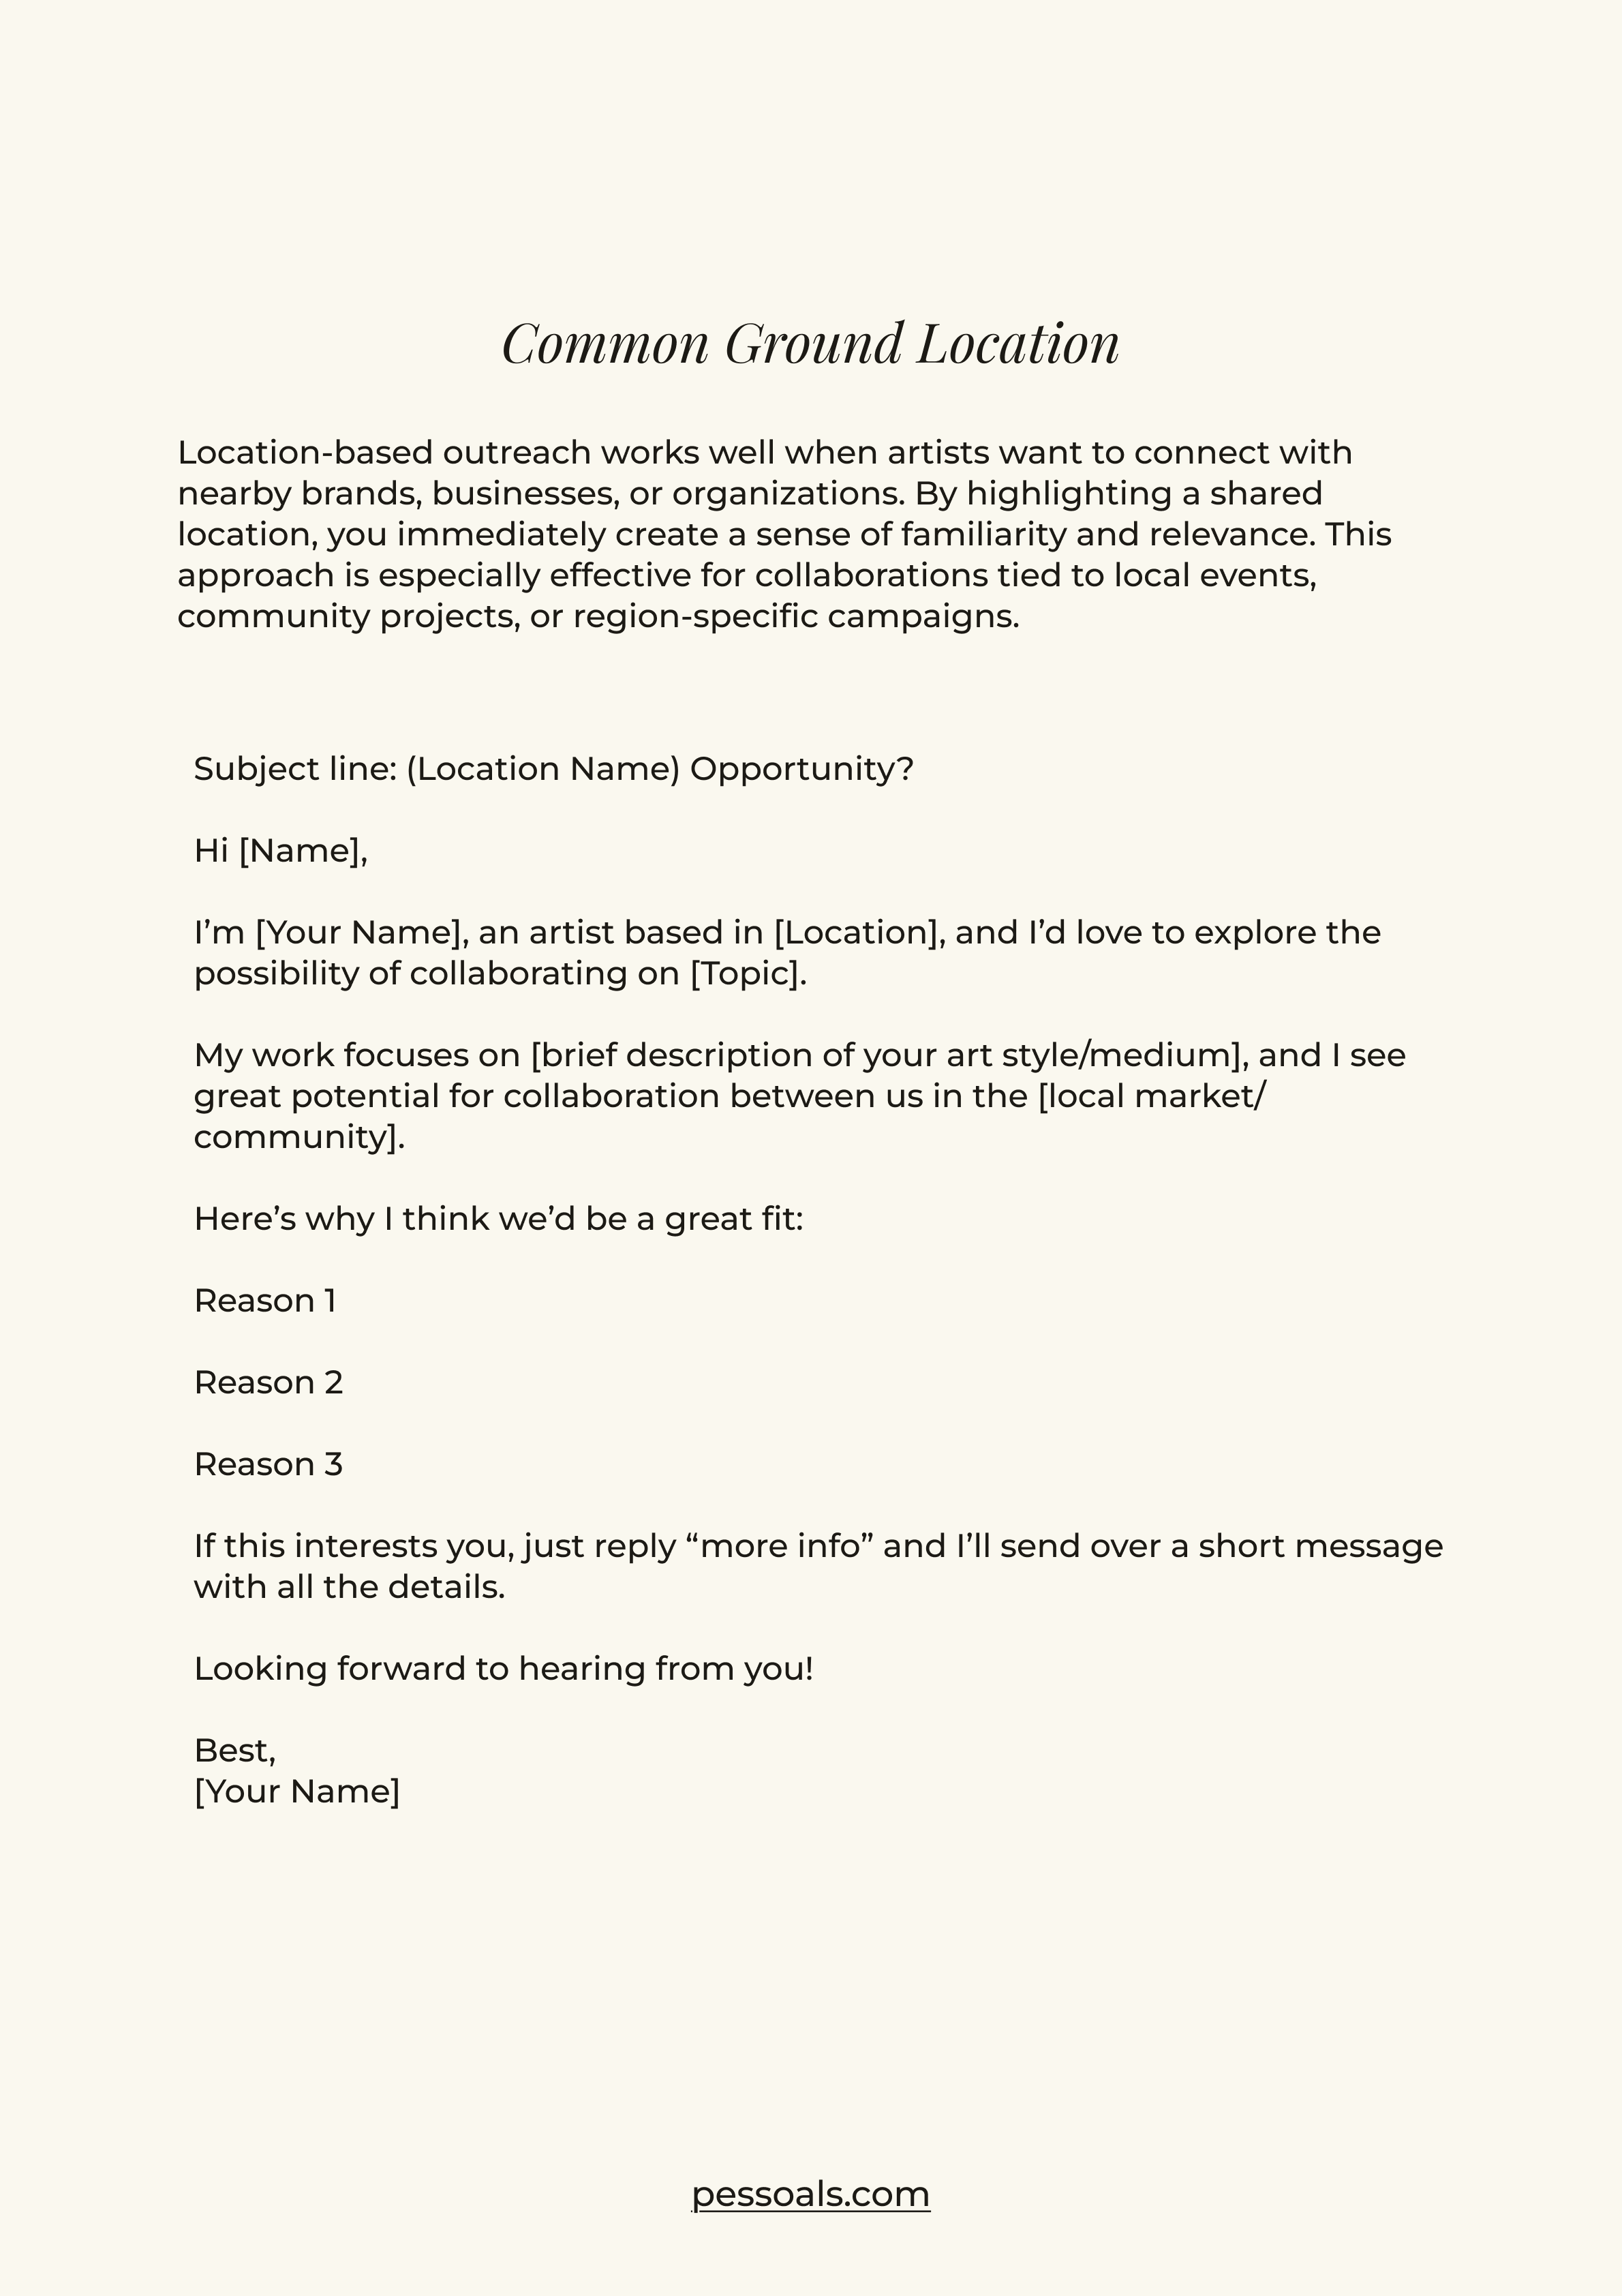 Common Ground Location
Location-based outreach works well when artists want to connect with
nearby brands, businesses, or organizations. By highlighting a shared
location, you immediately create a sense of familiarity and relevance. This
approach is especially effective for collaborations tied to local events,
community projects, or region-specific campaigns.
Subject line: (Location Name) Opportunity?
Hi [Name],
I’m [Your Name], an artist based in [Location], and I’d love to explore the
possibility of collaborating on [Topic].
My work focuses on [brief description of your art style/medium], and I see
great potential for collaboration between us in the [local market/
community].
Here’s why I think we’d be a great fit:
Reason 1
Reason 2
Reason 3
If this interests you, just reply “more info” and I’ll send over a short message
with all the details.
Looking forward to hearing from you!
Best,
[Your Name]
pessoals.com